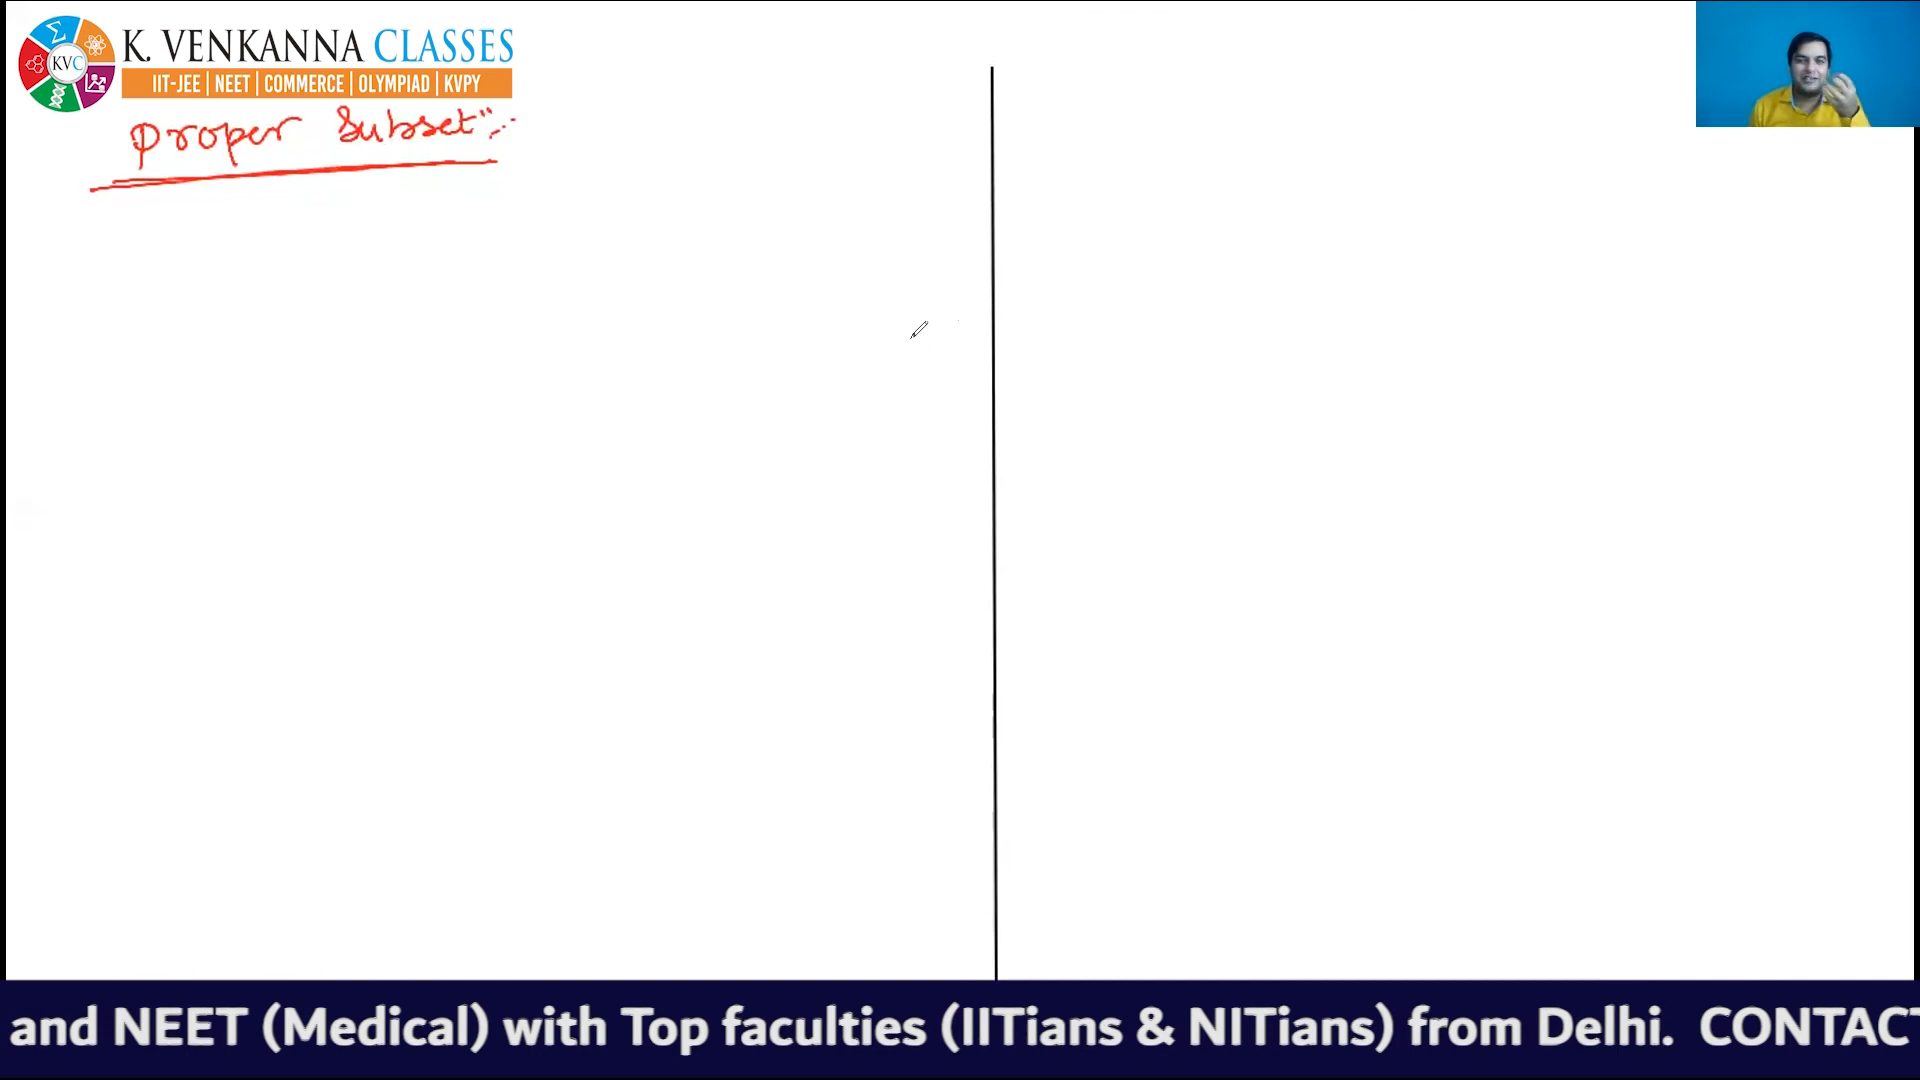 K. VENKANNA CLASSES
KVC
IIT-JEE | NEET | COMMERCE | OLYMPIAD | KVPY
Proper Subset":-
and NEET (Medical) with Top faculties (IITians & NITians) from Delhi. CONTACT